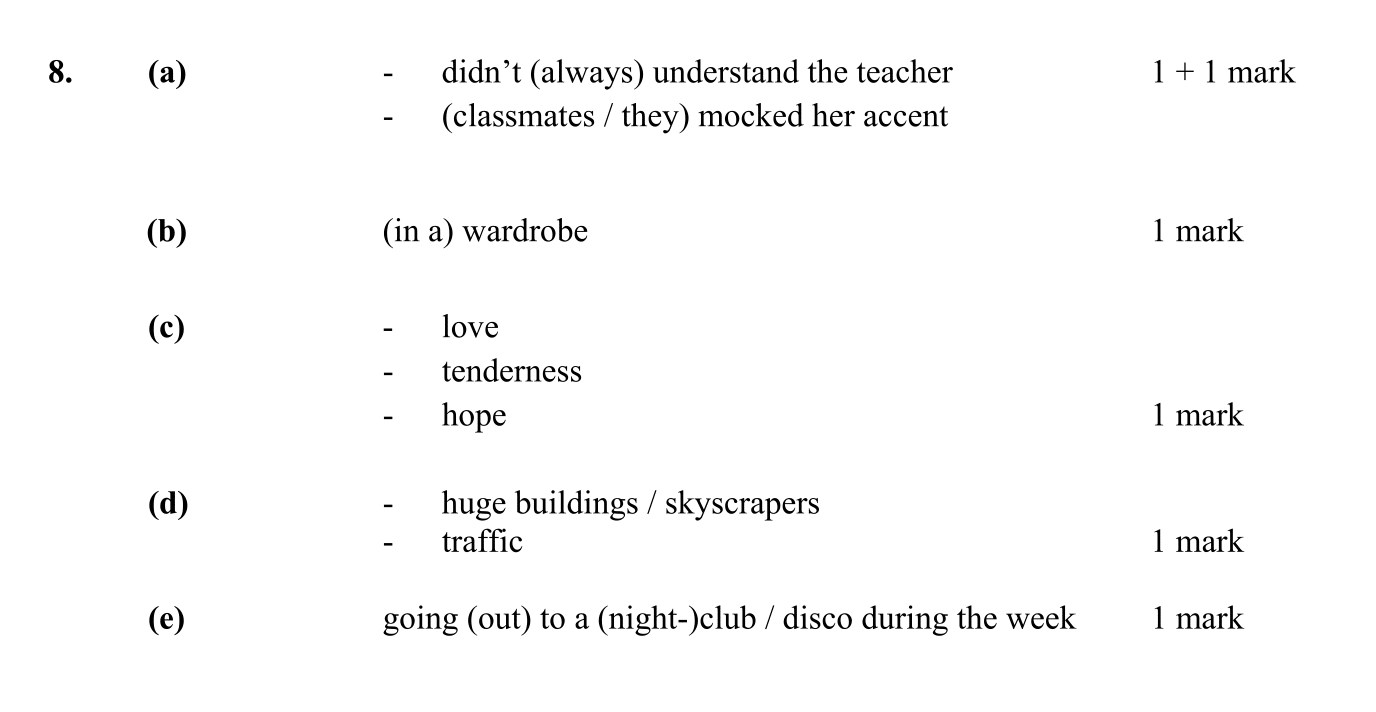 8. (a) - didn’t (always) understand the teacher 1 + 1 mark
- (classmates / they) mocked her accent
(b) (in a) wardrobe 1 mark
(c) - love
- tenderness
- hope 1 mark
(d) - huge buildings / skyscrapers
- traffic 1 mark
(e) going (out) to a (night-)club / disco during the week 1 mark